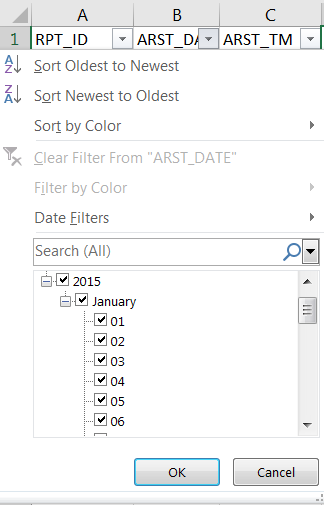 A B C
1 RPT_ID ARST_DA ARST_TM
Sort Oldest to Newest
Sort Newest to Oldest
Sort by Color
Clear Filter From "ARST_DATE"
Filter by Color
Date Filters
Search (All)
2015
January
01
02
03
04
05
06
OK Cancel